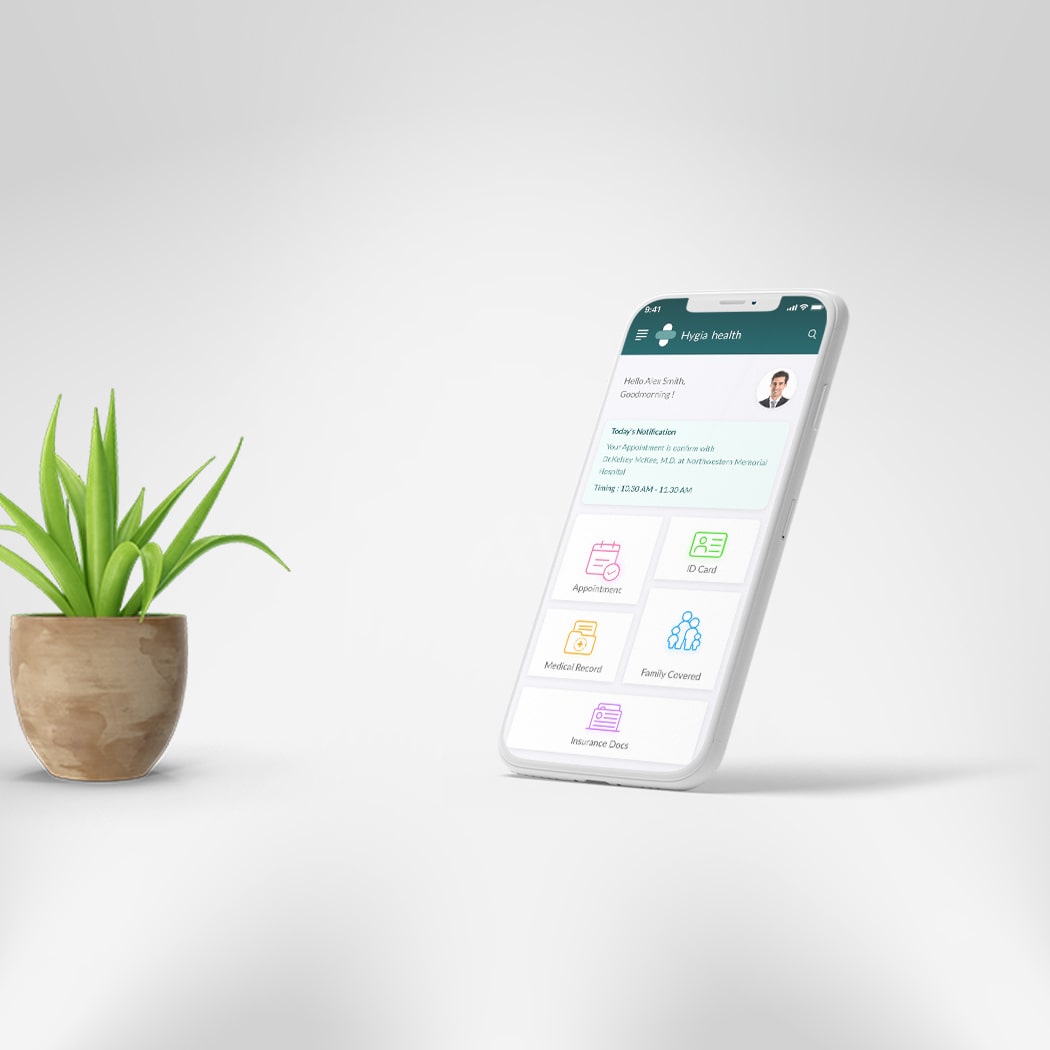 9:41
Hygia health
Hello Alex Smith,
Goodmorning !
Today's Notification
Your Appointment is confirm with
Dr.Kelsey McKee, M.D. at Northwestern Memorial
Hospital
Timing : 10.30 AM - 11.30 AM
Appointment
ID Card
Medical Record
Family Covered
Insurance Docs